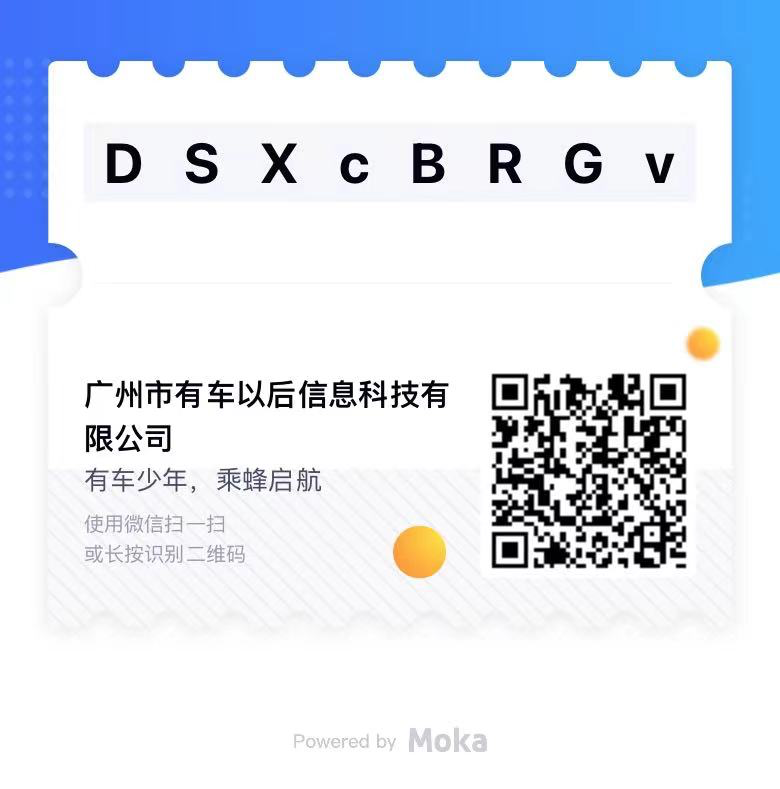 DSXcBRGv
广州市有车以后信息科技有
限公司
有车少年，乘蜂启航
使用微信扫一扫
或长按识别二维码
Powered by Moka